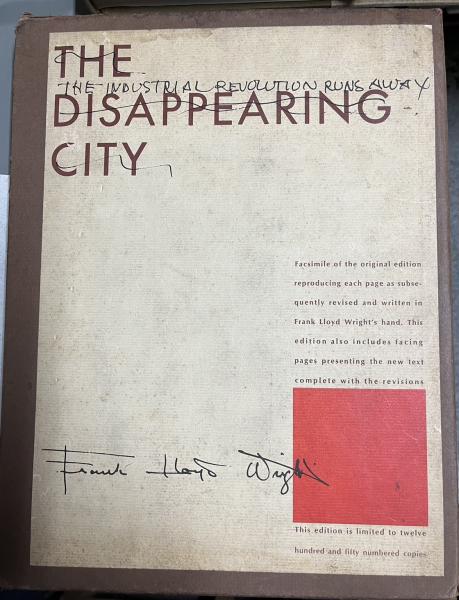 THE
THE INDUSTRIAL REVOLUTION RUNS AWAY
DISAPPEARING
CITY
Facsimile of the original edition
reproducing each page as subse-
quently revised and written in
Frank Lloyd Wright's hand. This
edition also includes facing
pages presenting the new text
complete with the revisions
Frank Lloyd Wright
This edition is limited to twelve
hundred and fifty numbered copies